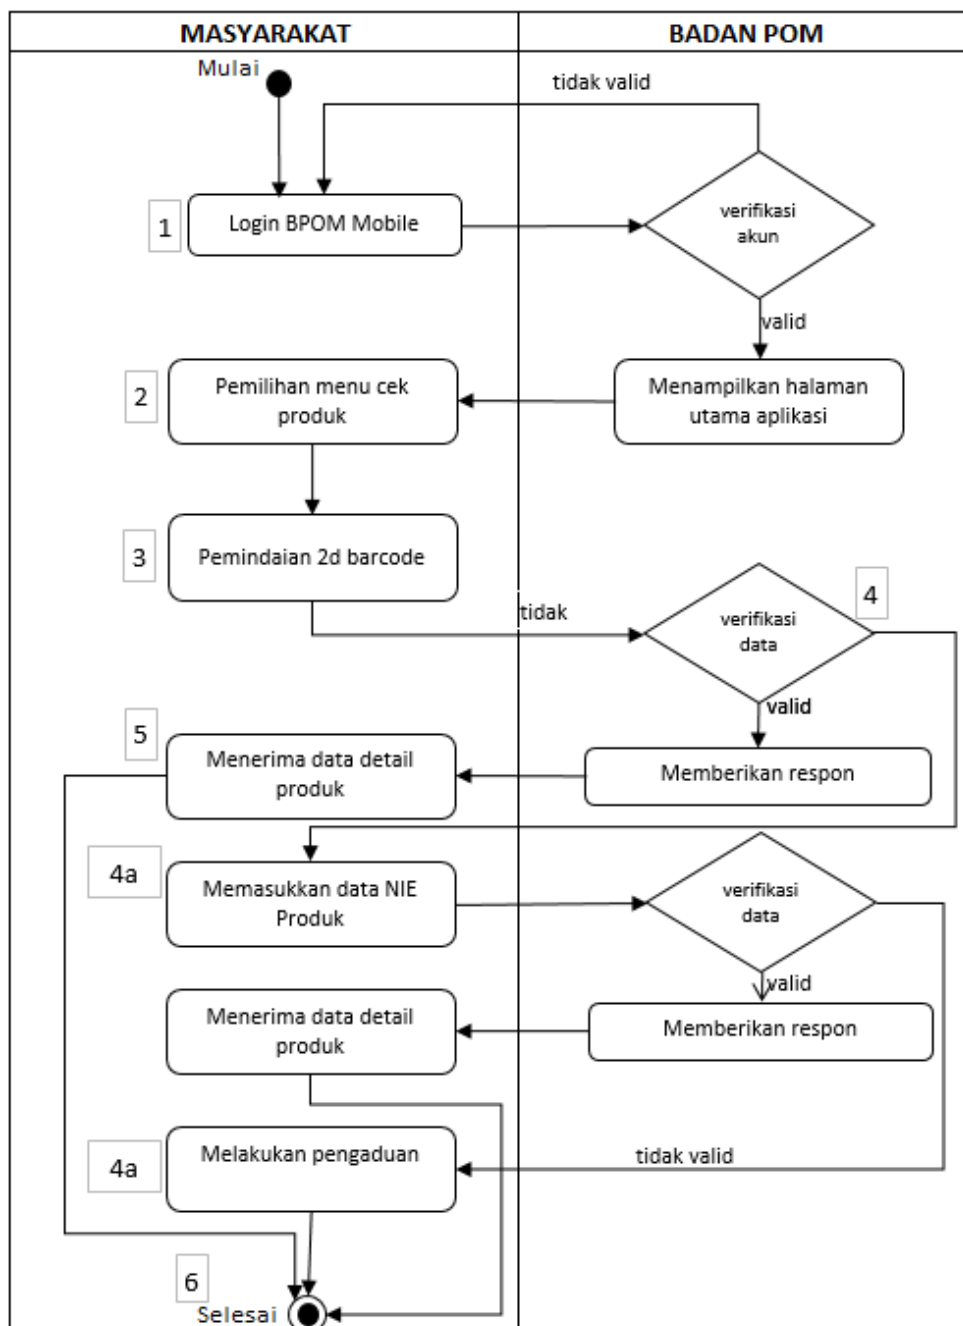 MASYARAKAT
BADAN POM
Mulai
tidak valid
1
Login BPOM Mobile
verifikasi
akun
valid
2
Pemilihan menu cek
produk
Menampilkan halaman
utama aplikasi
3
Pemindaian 2d barcode
tidak
verifikasi
data
4
valid
5
Menerima data detail
produk
Memberikan respon
4a
Memasukkan data NIE
Produk
verifikasi
data
valid
Menerima data detail
produk
Memberikan respon
4a
Melakukan pengaduan
tidak valid
6
Selesai